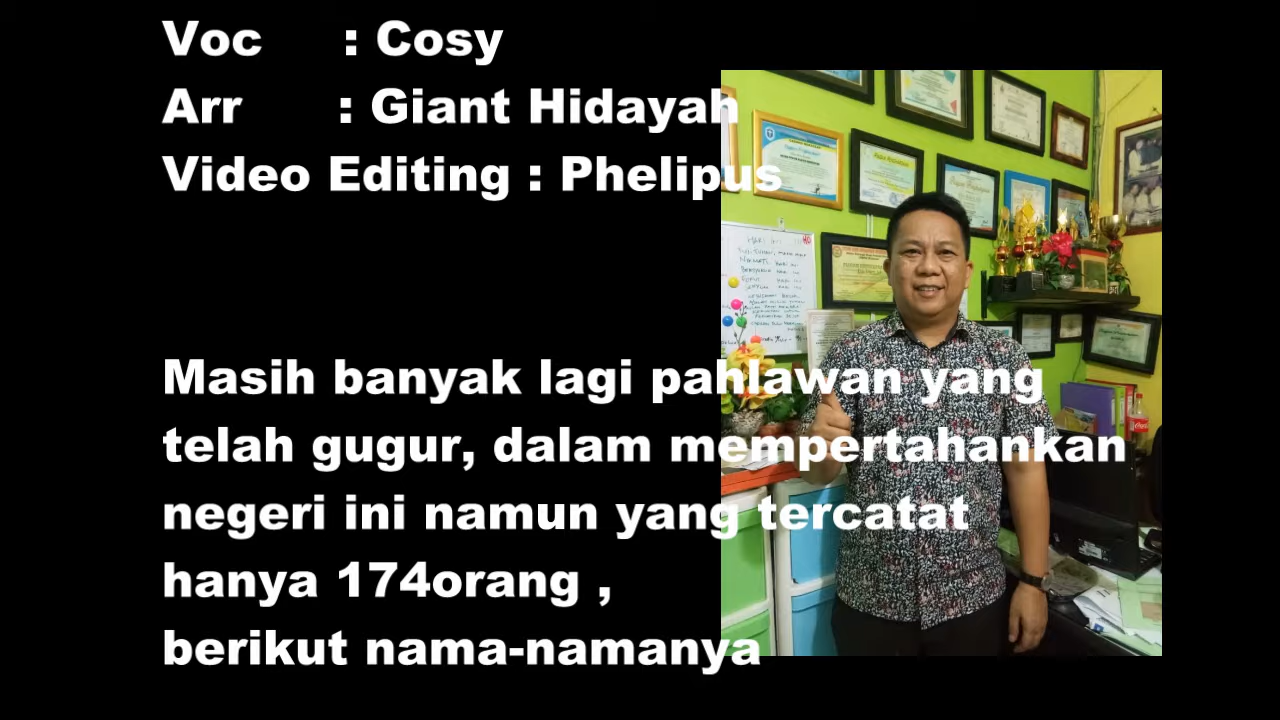 Voc : Cosy
Arr : Giant Hidayah
Video Editing : Phelipus
Masih banyak lagi pahlawan yang
telah gugur, dalam mempertahankan
negeri ini namun yang tercatat
hanya 174orang ,
berikut nama-namanya